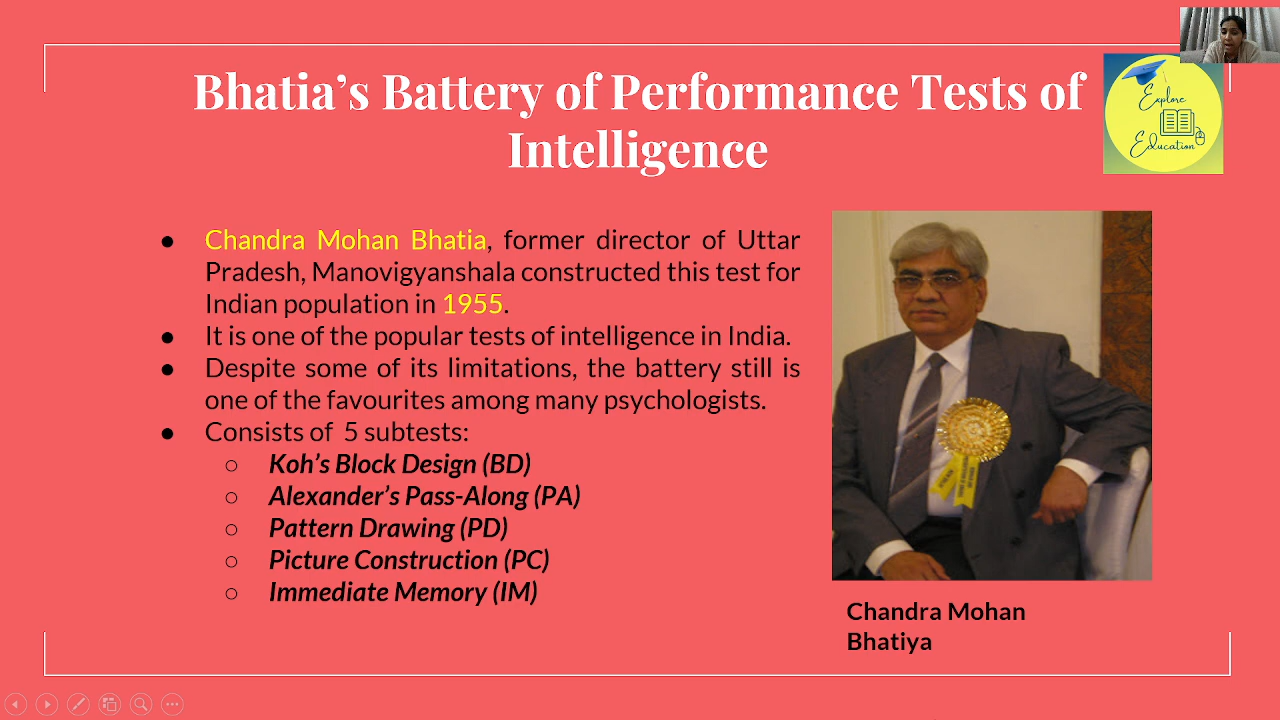 Bhatia’s Battery of Performance Tests of
Intelligence
Explore
Education
● Chandra Mohan Bhatia, former director of Uttar
Pradesh, Manovigyanshala constructed this test for
Indian population in 1955.
● It is one of the popular tests of intelligence in India.
● Despite some of its limitations, the battery still is
one of the favourites among many psychologists.
● Consists of 5 subtests:
○ Koh’s Block Design (BD)
○ Alexander’s Pass-Along (PA)
○ Pattern Drawing (PD)
○ Picture Construction (PC)
○ Immediate Memory (IM)
Chandra Mohan
Bhatiya